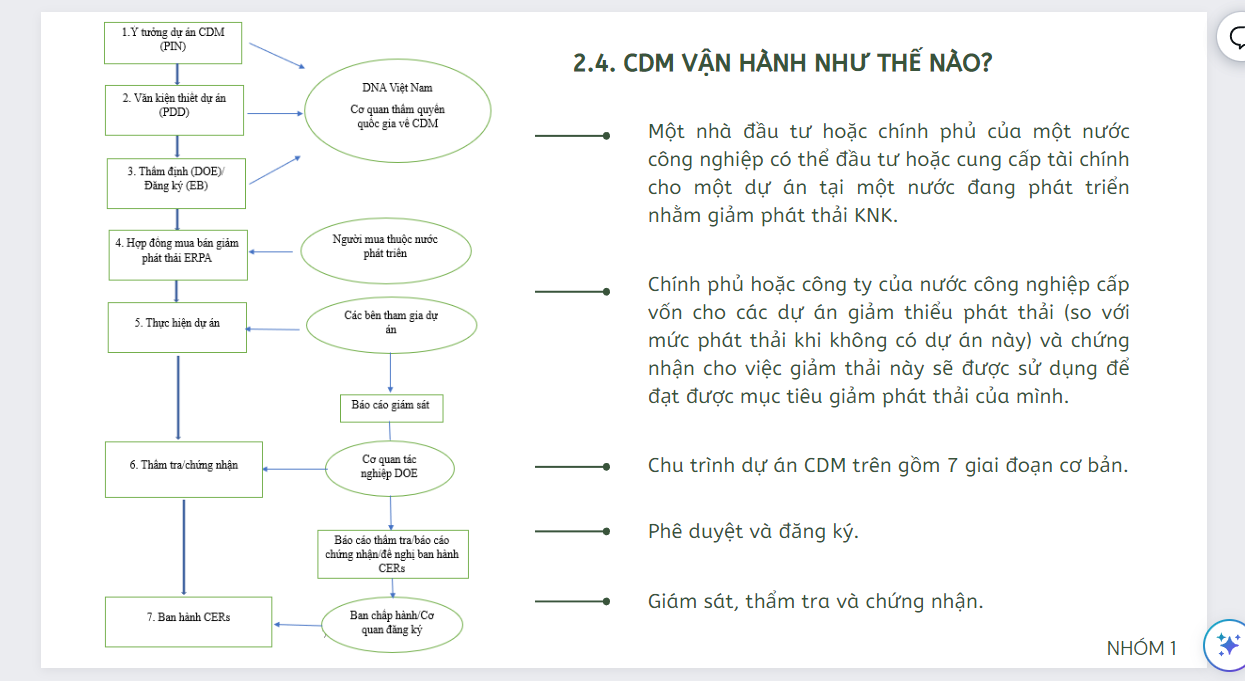 1.Ý tưởng dự án CDM
(PIN)
2. Văn kiện thiết dự án
(PDD)
3. Thẩm định (DOE)/
Đăng ký (EB)
4. Hợp đồng mua bán giảm
phát thải ERPA
5. Thực hiện dự án
6. Thẩm tra/chứng nhận
7. Ban hành CERs
DNA Việt Nam
Cơ quan thẩm quyền
quốc gia về CDM
Người mua thuộc nước
phát triển
Các bên tham gia dự
án
Báo cáo giám sát
Cơ quan tác
nghiệp DOE
Báo cáo thẩm tra/báo cáo
chứng nhận/đề nghị ban hành
CERs
Ban chấp hành/Cơ
quan đăng ký
2.4. CDM VẬN HÀNH NHƯ THẾ NÀO?
Một nhà đầu tư hoặc chính phủ của một nước
công nghiệp có thể đầu tư hoặc cung cấp tài chính
cho một dự án tại một nước đang phát triển
nhằm giảm phát thải KNK.
Chính phủ hoặc công ty của nước công nghiệp cấp
vốn cho các dự án giảm thiểu phát thải (so với
mức phát thải khi không có dự án này) và chứng
nhận cho việc giảm thải này sẽ được sử dụng để
đạt được mục tiêu giảm phát thải của mình.
Chu trình dự án CDM trên gồm 7 giai đoạn cơ bản.
Phê duyệt và đăng ký.
Giám sát, thẩm tra và chứng nhận.
NHÓM 1